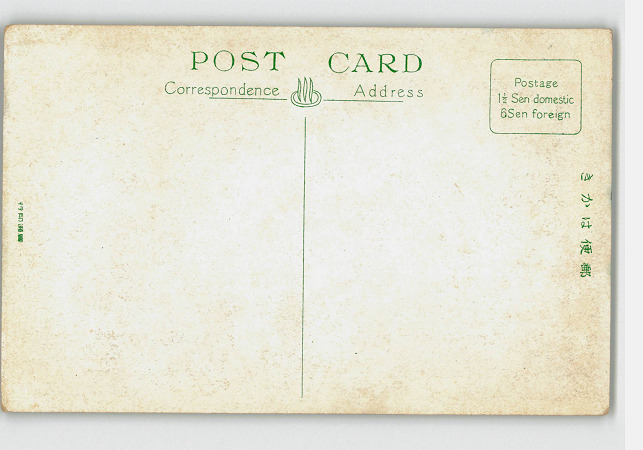 POST CARD
Correspondence Address
Postage
1½ Sen domestic
6Sen foreign
きかは便郵